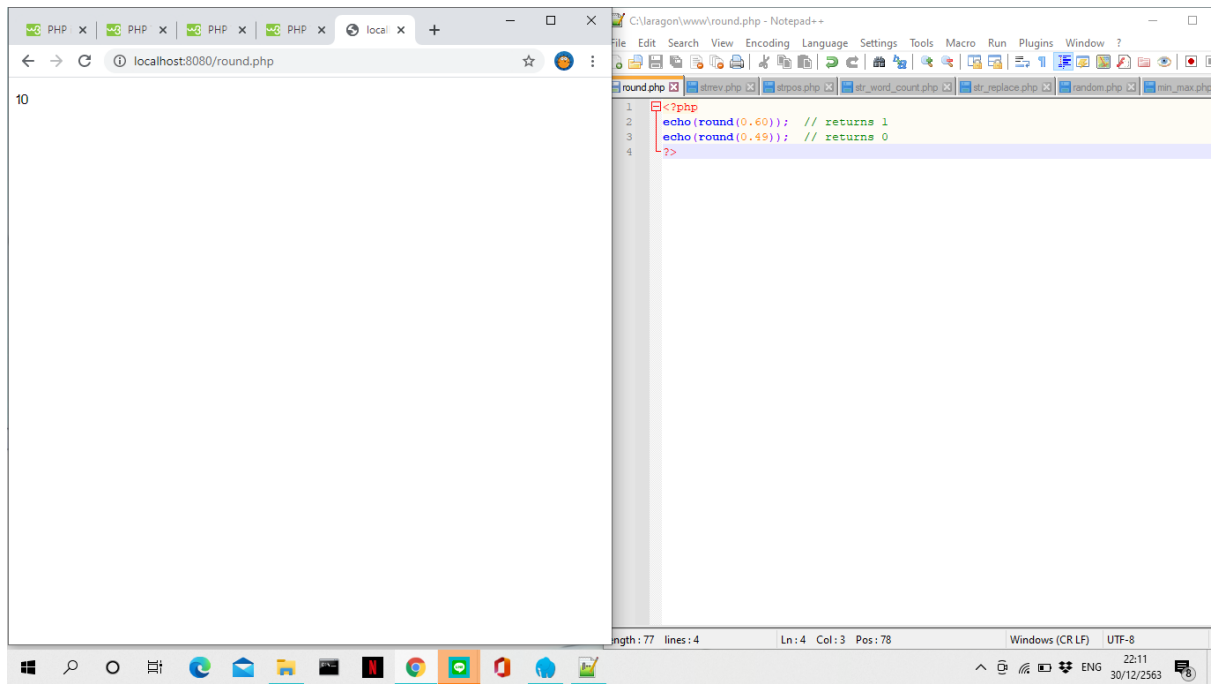 PHP PHP PHP PHP local
localhost:8080/round.php
10
C:\laragon\www\round.php - Notepad++
File Edit Search View Encoding Language Settings Tools Macro Run Plugins Window ?
round.php strrev.php strpos.php str_word_count.php str_replace.php random.php min_max.php
1 <?php
2 echo(round(0.60));  // returns 1
3 echo(round(0.49));  // returns 0
4 ?>
ength : 77 lines : 4 Ln : 4 Col : 3 Pos : 78 Windows (CR LF) UTF-8
ENG
22:11
30/12/2563
8